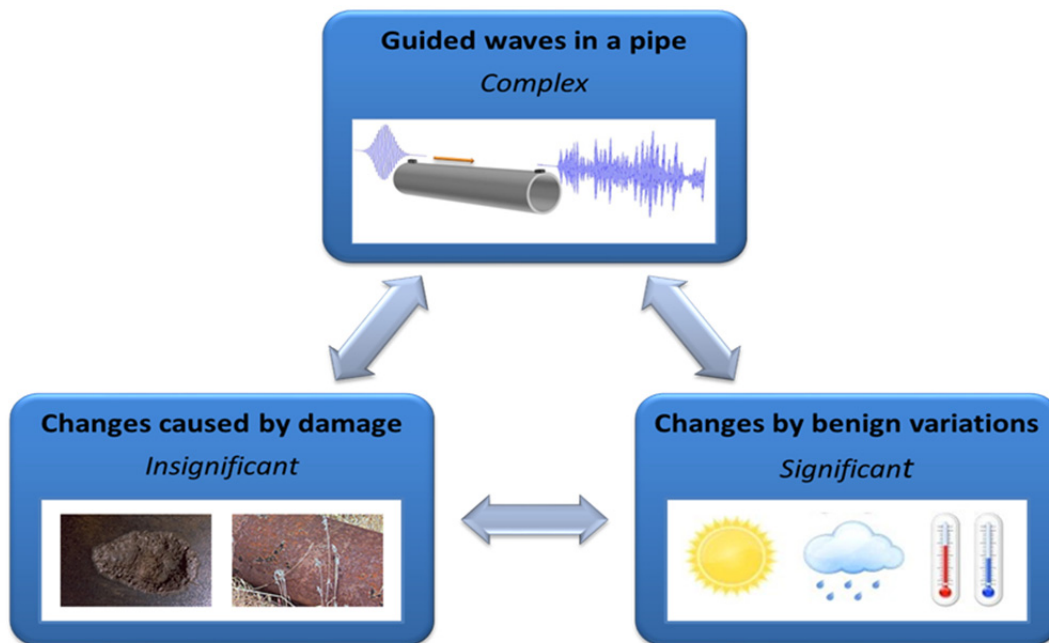 Guided waves in a pipe
Complex
Changes caused by damage
Insignificant
Changes by benign variations
Significant